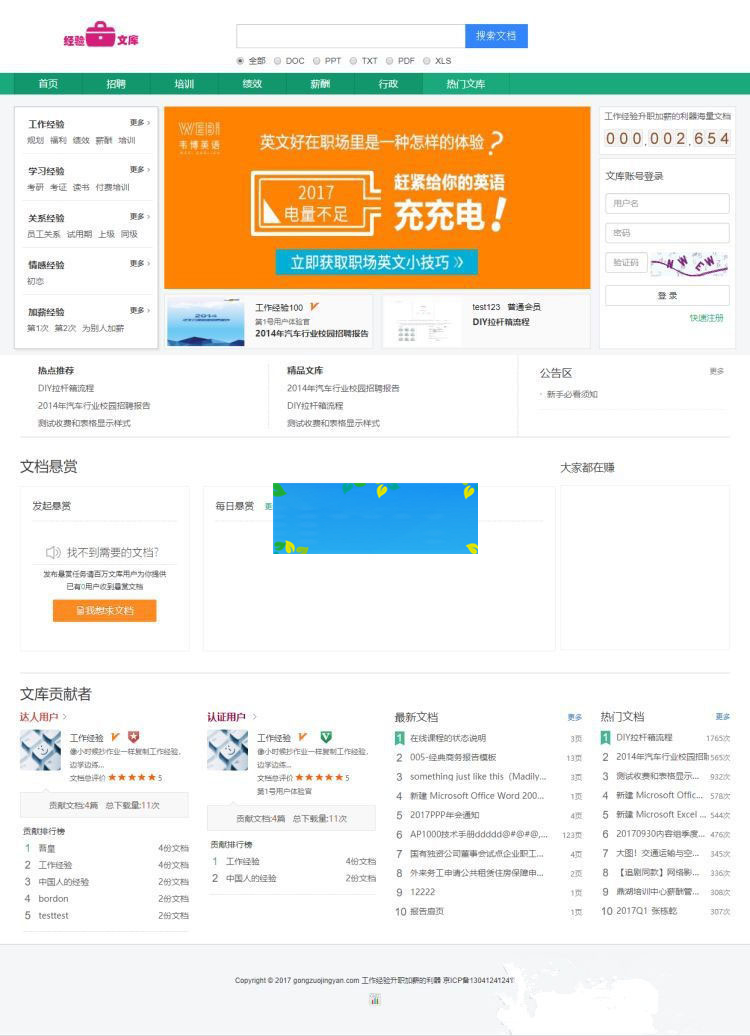 经验 文库
搜索文档
全部 DOC PPT TXT PDF XLS
首页 招聘 培训 绩效 薪酬 行政 热门文库
工作经验 更多 ›
规划 福利 绩效 薪酬 培训
学习经验 更多 ›
考研 考证 读书 付费培训
关系经验 更多 ›
员工关系 试用期 上级 同级
情感经验 更多 ›
初恋
加薪经验 更多 ›
第1次 第2次 为别人加薪
WEBI
韦博英语
英文好在职场里是一种怎样的体验?
2017
电量不足
赶紧给你的英语
充充电!
立即获取职场英文小技巧 »
2014
工作经验100
第1号用户体验官
2014年汽车行业校园招聘报告
test123 普通会员
DIY拉杆箱流程
工作经验升职加薪的利器海量文档
000,002,654
文库账号登录
用户名
密码
验证码
登 录
快速注册
热点推荐
DIY拉杆箱流程
2014年汽车行业校园招聘报告
测试收费和表格显示样式
精品文库
2014年汽车行业校园招聘报告
DIY拉杆箱流程
测试收费和表格显示样式
公告区 更多
· 新手必看须知
文档悬赏
发起悬赏
找不到需要的文档?
发布悬赏任务请百万文库用户为你提供
已有0用户收到悬赏文档
我想求文档
每日悬赏
大家都在赚
文库贡献者
达人用户 >
工作经验
像小时候抄作业一样复制工作经验,
边学边练...
文档总评价 ★★★★★ 5
贡献文档:4篇 总下载量:11次
贡献排行榜
1 吾皇 4份文档
2 工作经验 4份文档
3 中国人的经验 2份文档
4 bordon 2份文档
5 testtest 2份文档
认证用户 >
工作经验
像小时候抄作业一样复制工作经验,
边学边练...
文档总评价 ★★★★★ 5
第1号用户体验官
贡献文档:4篇 总下载量:11次
贡献排行榜
1 工作经验 4份文档
2 中国人的经验 2份文档
最新文档 更多
1 在线课程的状态说明 3页
2 005-经典商务报告模板 13页
3 something just like this（Madily... 3页
4 新建 Microsoft Office Word 200... 1页
5 2017PPP年会通知 4页
6 AP1000技术手册ddddd@#@#@,... 123页
7 国有独资公司董事会试点企业职工... 4页
8 外来务工申请公共租赁住房保障申... 2页
9 12222 1页
10 报告扉页 1页
热门文档 更多
1 DIY拉杆箱流程 1765次
2 2014年汽车行业校园招聘 1565次
3 测试收费和表格显示... 932次
4 新建 Microsoft Offic... 578次
5 新建 Microsoft Excel ... 544次
6 20170930内容组季度... 476次
7 大图！交通运输与空... 345次
8 【追剧同款】网络影... 336次
9 鼎湖培训中心薪酬管... 308次
10 2017Q1 张栋乾 307次
Copyright © 2017 gongzuojingyan.com 工作经验升职加薪的利器 京ICP备13041241241